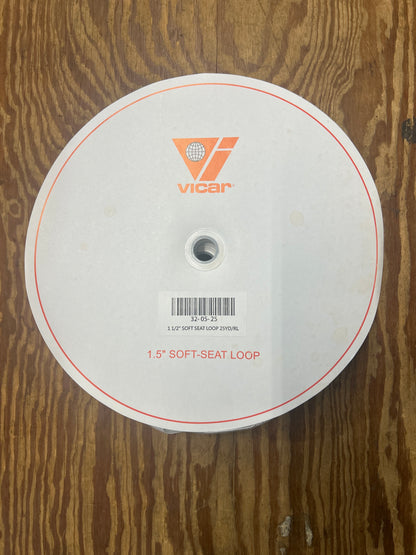 vicar®
32-05-25
1 1/2" SOFT SEAT LOOP 25YD/RL
1.5" SOFT-SEAT LOOP